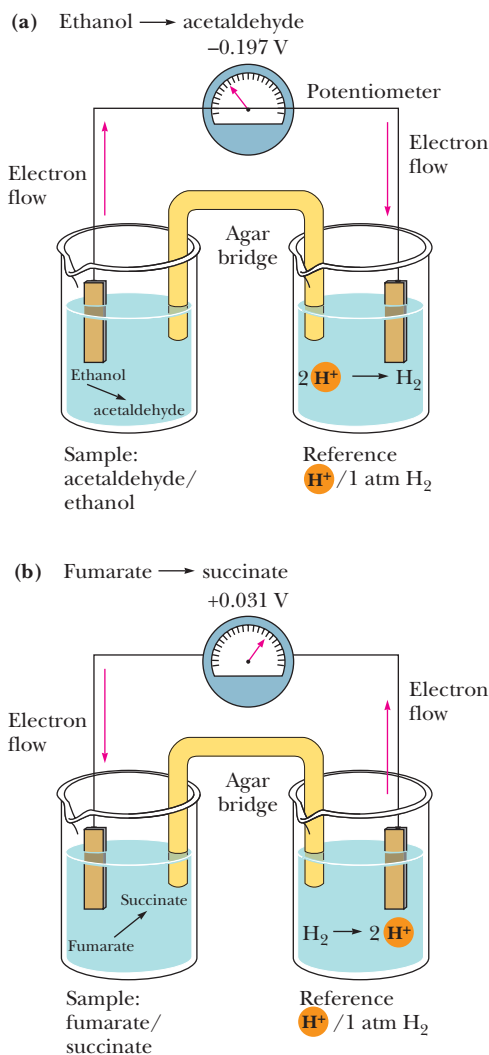 (a) Ethanol ⟶ acetaldehyde
−0.197 V
Potentiometer
Electron
flow
Electron
flow
Agar
bridge
Ethanol
acetaldehyde
2 H⁺ ⟶ H₂
Sample:
acetaldehyde/
ethanol
Reference
H⁺/1 atm H₂
(b) Fumarate ⟶ succinate
+0.031 V
Electron
flow
Electron
flow
Agar
bridge
Succinate
Fumarate
H₂ ⟶ 2 H⁺
Sample:
fumarate/
succinate
Reference
H⁺/1 atm H₂